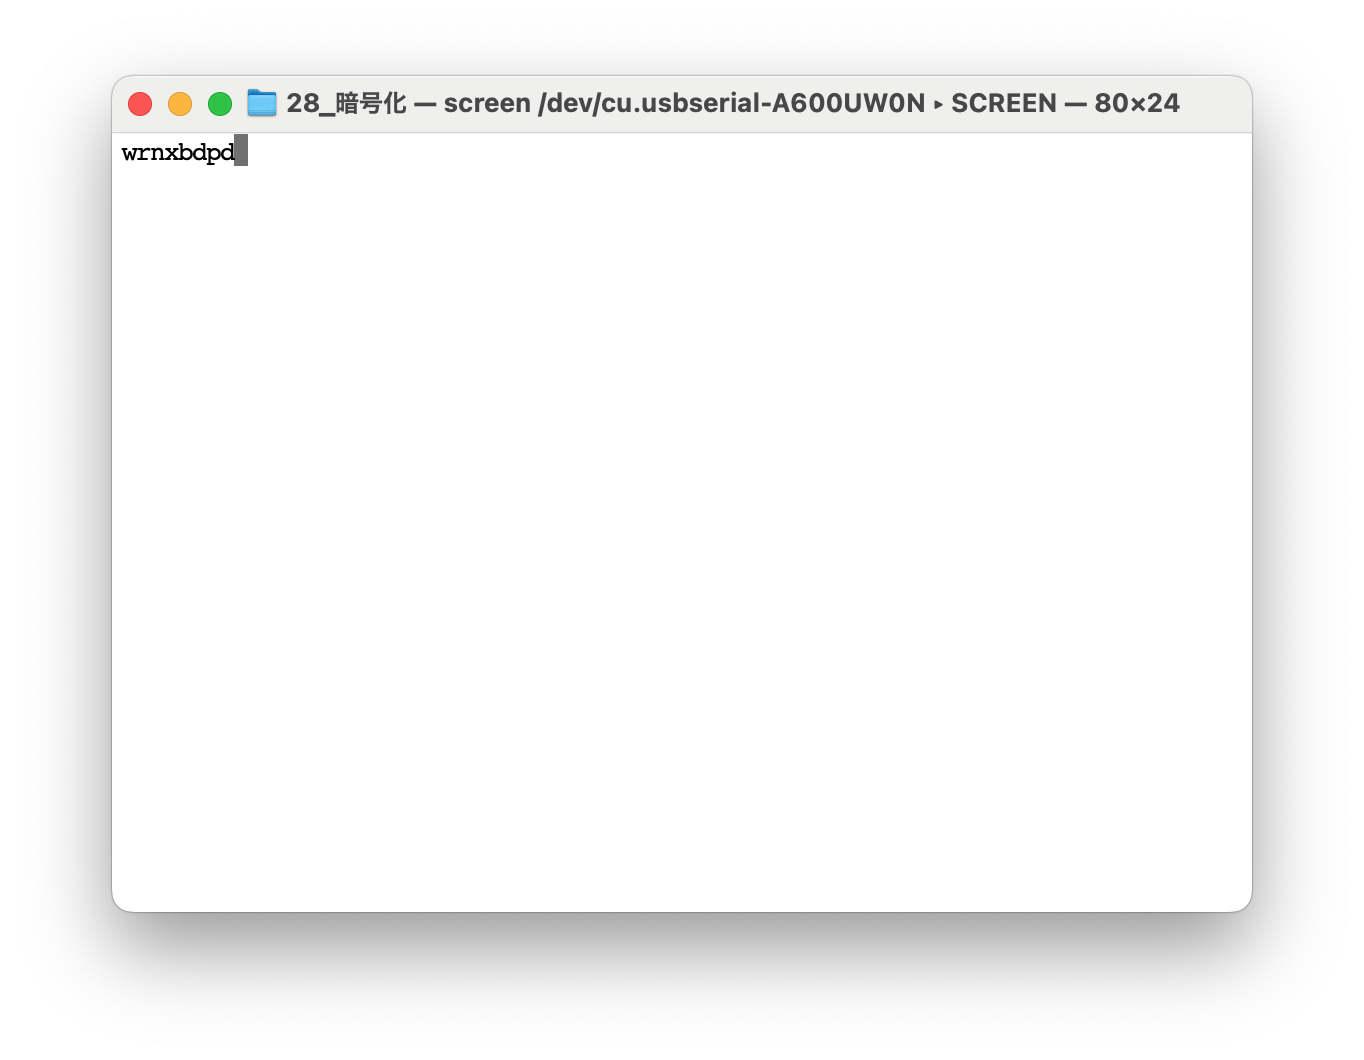 28_暗号化 — screen /dev/cu.usbserial-A600UW0N ▸ SCREEN — 80×24
wrnxbdpd